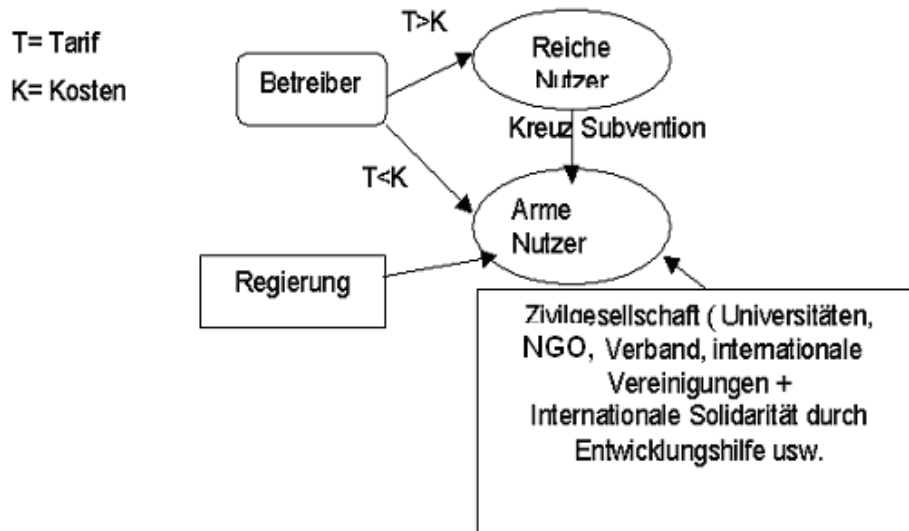 T>K
T= Tarif
Reiche
Nutzer
K= Kosten
Betreiber
Kreuz Subvention
T<K
Arme
Nutzer
Regierung
Zivilgesellschaft ( Universitäten,
NGO, Verband, internationale
Vereinigungen +
Internationale Solidarität durch
Entwicklungshilfe usw.